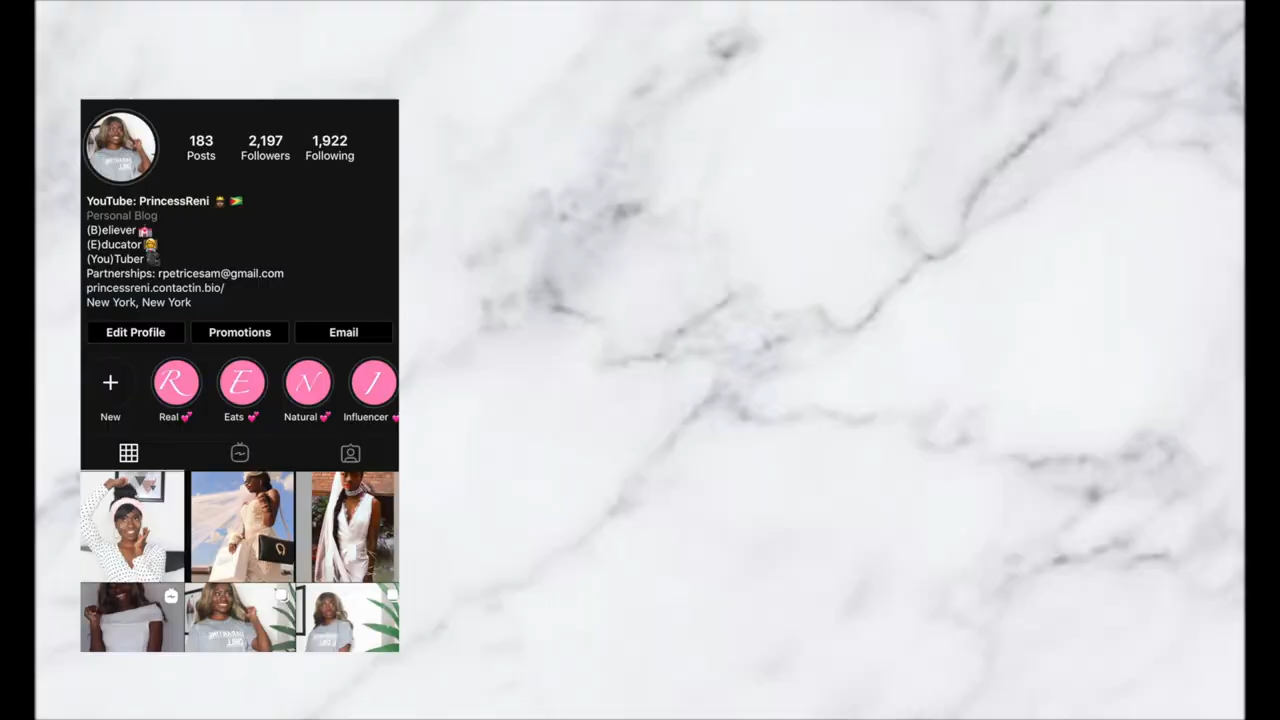 183 2,197 1,922
Posts Followers Following
YouTube: PrincessReni
Personal Blog
(B)eliever
(E)ducator
(You)Tuber
Partnerships: rpetricesam@gmail.com
princessreni.contactin.bio/
New York, New York
Edit Profile Promotions Email
R E N I
New Real Eats Natural Influencer